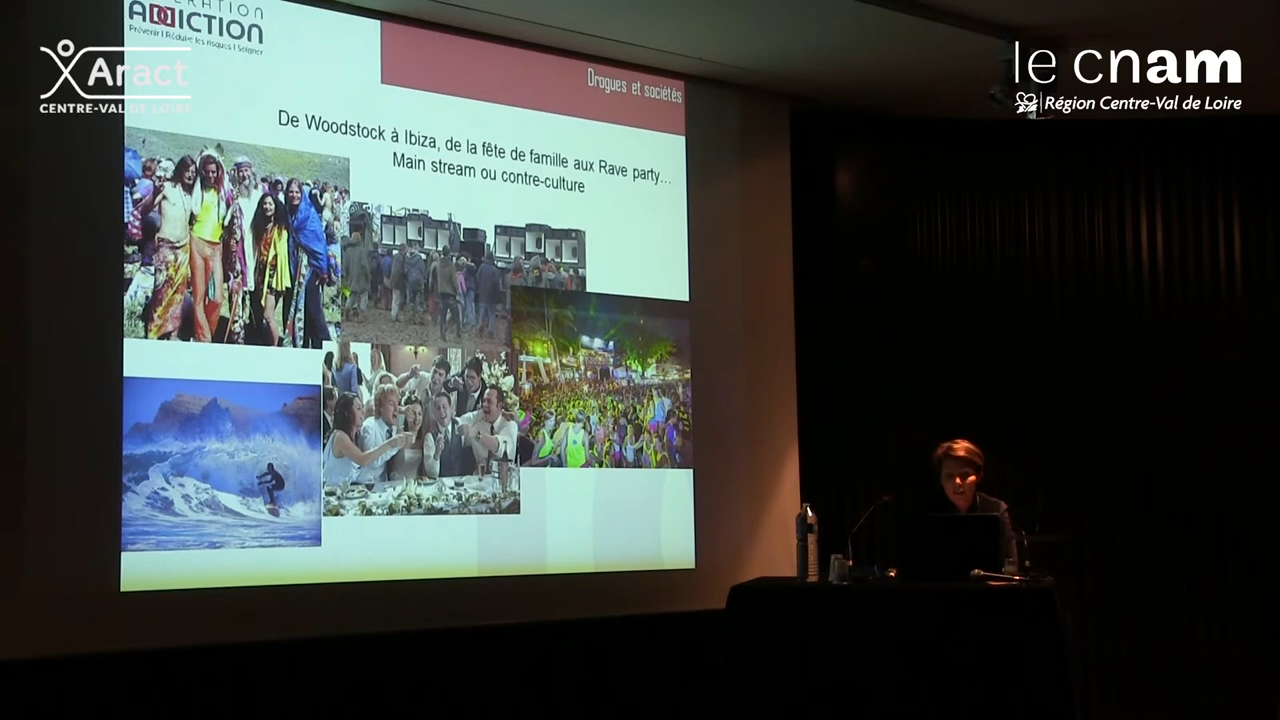 ADDICTION
Prévenir I Réduire les risques I Soigner
Aract
CENTRE-VAL DE LOIRE
le cnam
Région Centre-Val de Loire
Drogues et sociétés
De Woodstock à Ibiza, de la fête de famille aux Rave party...
Main stream ou contre-culture